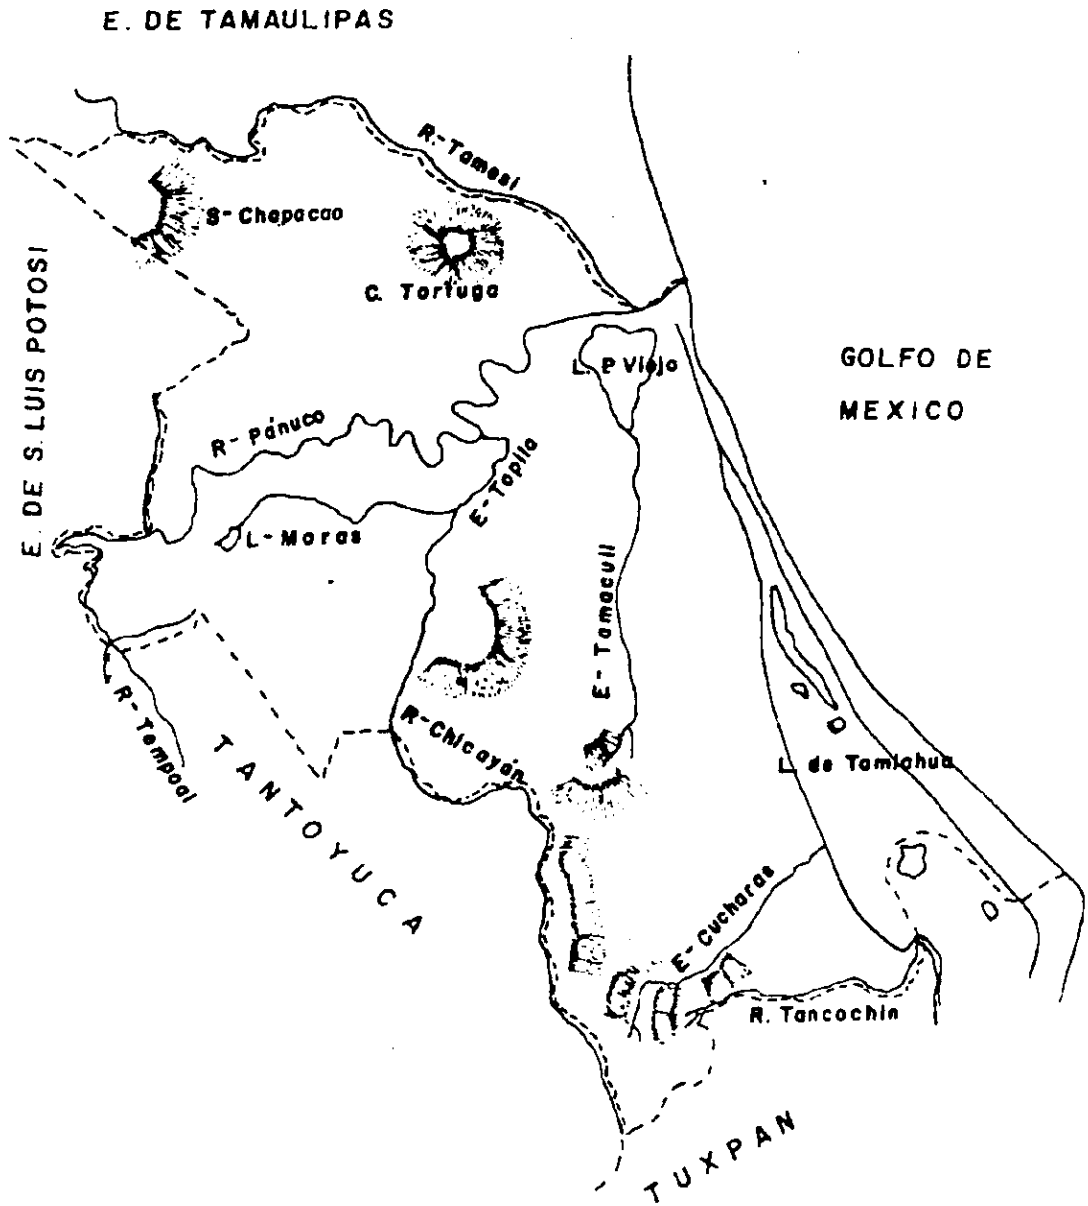 E. DE TAMAULIPAS
R-Tamesi
S-Chapacao
C. Tortuga
E. DE S. LUIS POTOSI
GOLFO DE
MEXICO
L. P Viejo
R-Pánuco
E-Topila
L-Moras
E-Tamacuil
R-Tempoal
R-Chicayán
TANTOYUCA
L. de Tamiahua
E-Cucharas
R. Tancochin
TUXPAN